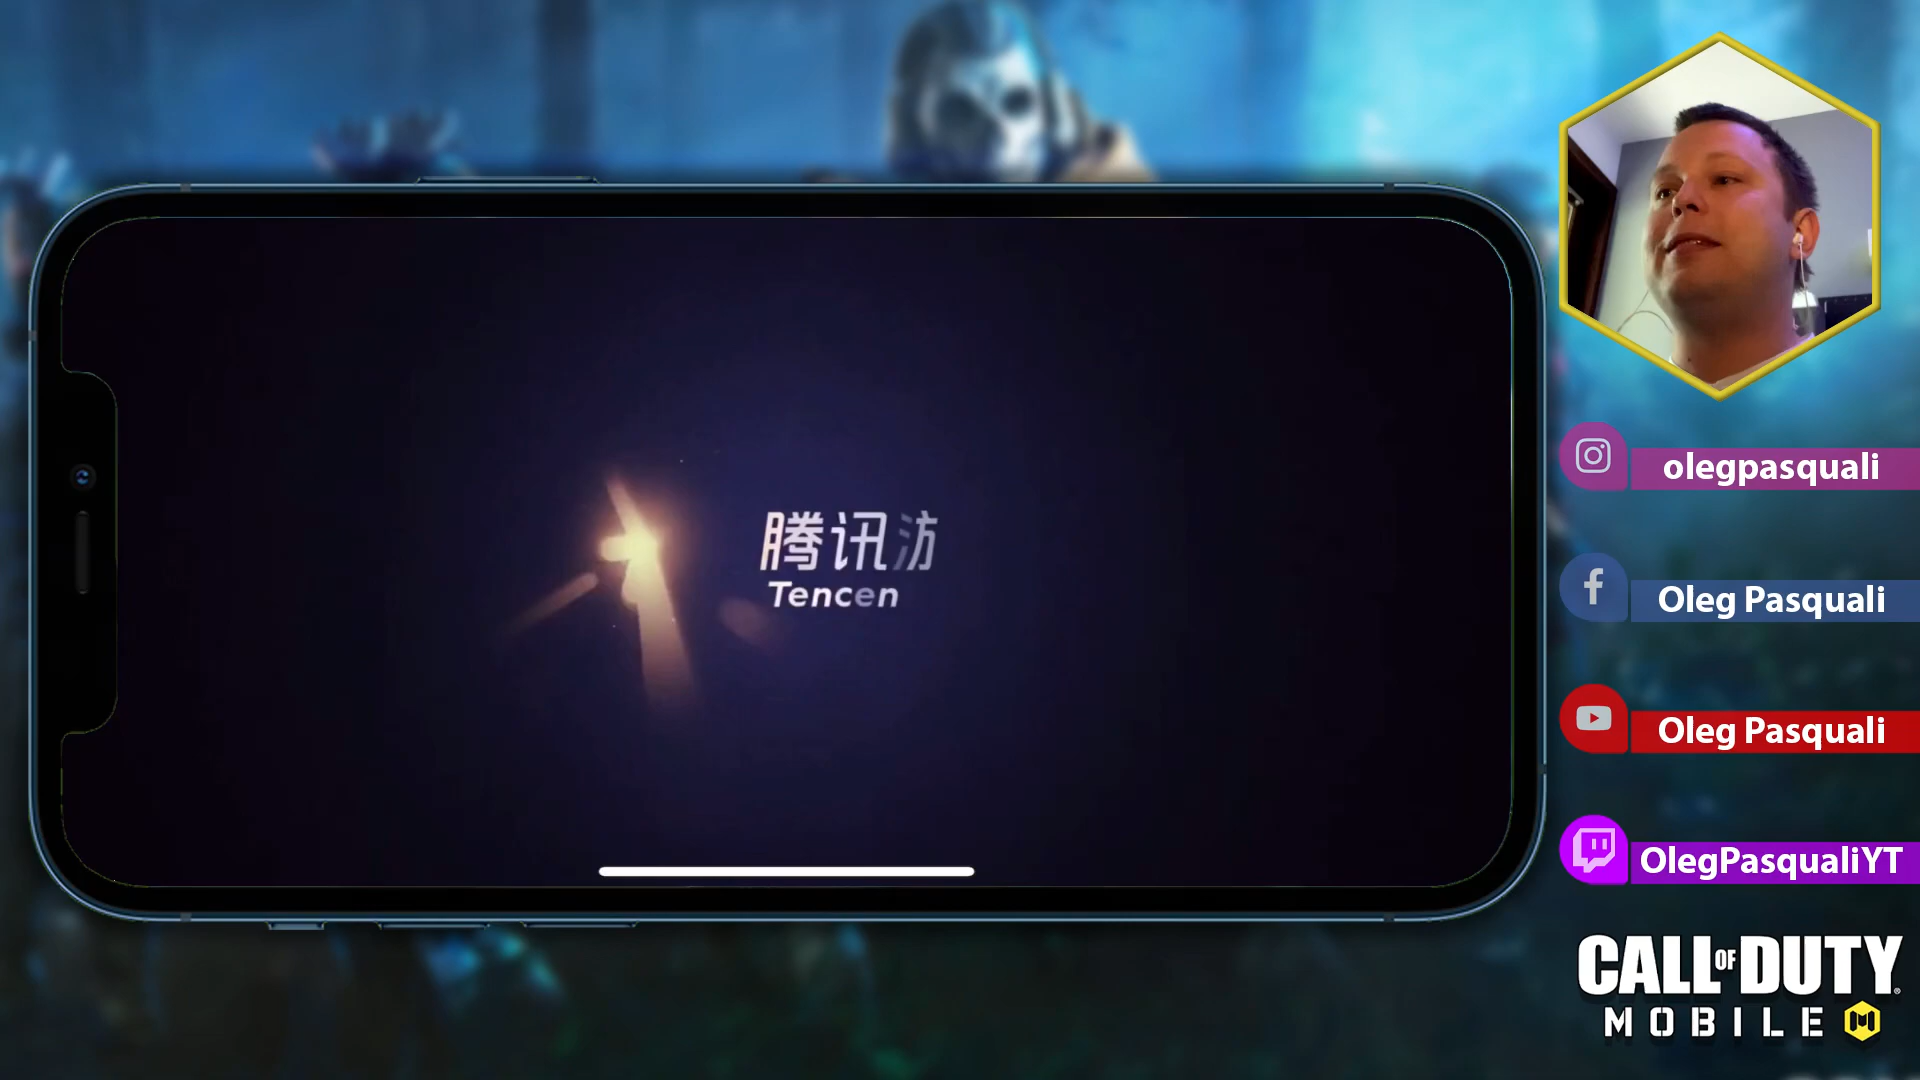 腾讯游
Tencen
olegpasquali
Oleg Pasquali
Oleg Pasquali
OlegPasqualiYT
CALL OF DUTY
MOBILE